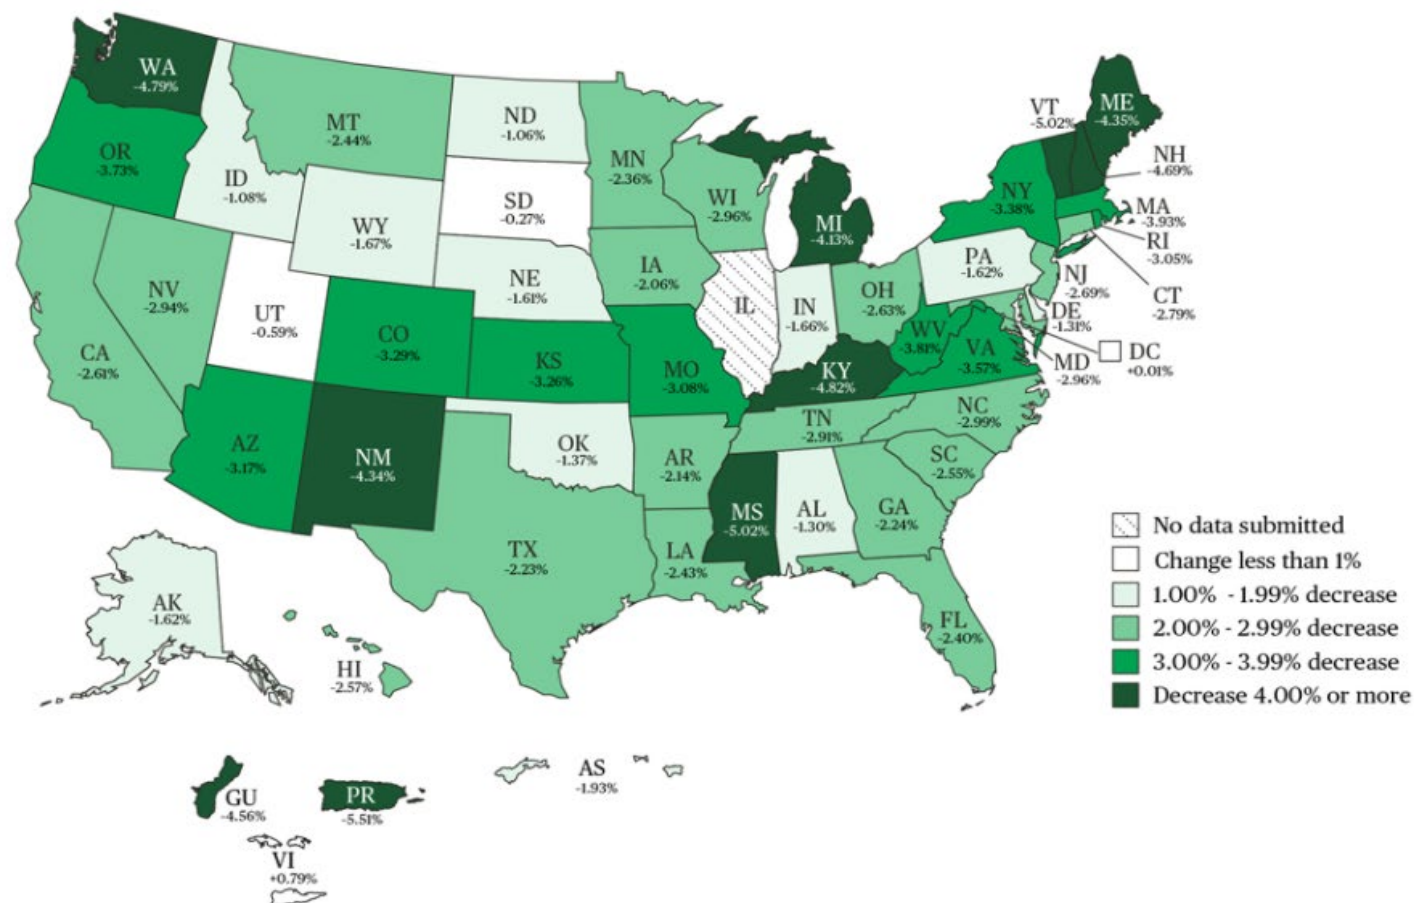 WA
-4.79%
OR
-3.73%
ID
-1.08%
MT
-2.44%
ND
-1.06%
SD
-0.27%
WY
-1.67%
NE
-1.61%
MN
-2.36%
WI
-2.96%
IA
-2.06%
MI
-4.13%
NV
-2.94%
UT
-0.59%
CA
-2.61%
CO
-3.29%
KS
-3.26%
MO
-3.08%
IL
IN
-1.66%
OH
-2.63%
KY
-4.82%
WV
-3.81%
VA
-3.57%
PA
-1.62%
NY
-3.38%
VT
-5.02%
ME
-4.35%
NH
-4.69%
MA
-3.93%
RI
-3.05%
CT
-2.79%
NJ
-2.69%
DE
-1.31%
MD
-2.96%
DC
+0.01%
AZ
-3.17%
NM
-4.34%
OK
-1.37%
AR
-2.14%
TN
-2.91%
NC
-2.99%
SC
-2.55%
MS
-5.02%
AL
-1.30%
GA
-2.24%
TX
-2.23%
LA
-2.43%
FL
-2.40%
AK
-1.62%
HI
-2.57%
GU
-4.56%
PR
-5.51%
AS
-1.93%
VI
+0.79%
No data submitted
Change less than 1%
1.00% - 1.99% decrease
2.00% - 2.99% decrease
3.00% - 3.99% decrease
Decrease 4.00% or more